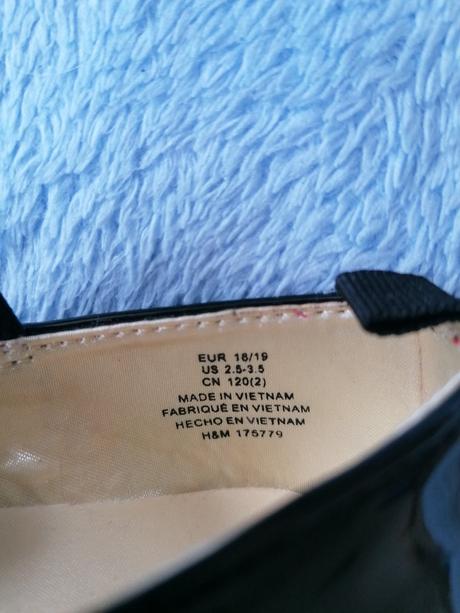 EUR 18/19
US 2.5-3.5
CN 120(2)
MADE IN VIETNAM
FABRIQUÉ EN VIETNAM
HECHO EN VIETNAM
H&M 175779